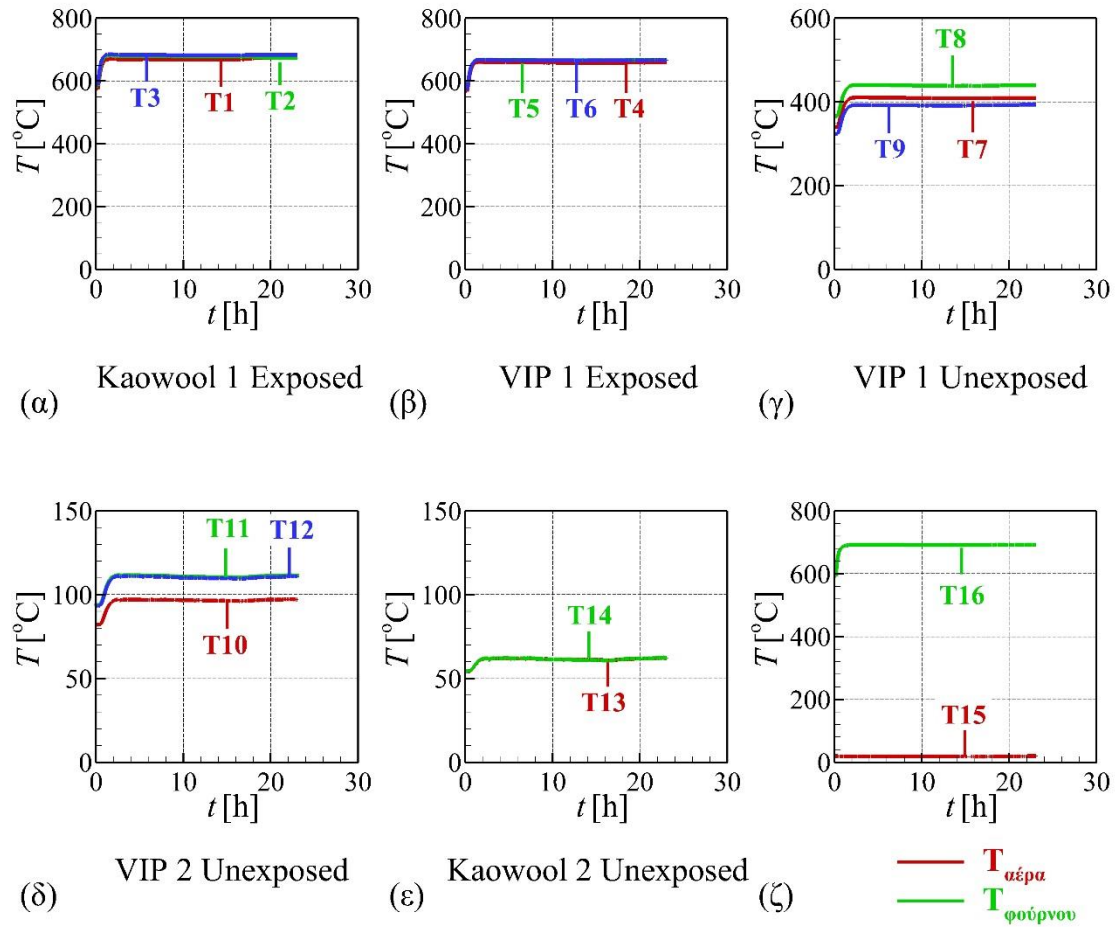 800
600
400
200
0
T [°C]
T3
T1
T2
0 10 20 30
t [h]
Kaowool 1 Exposed
(α)
800
600
400
200
0
T [°C]
T5
T6
T4
0 10 20 30
t [h]
VIP 1 Exposed
(β)
600
400
200
0
T [°C]
T8
T9
T7
0 10 20 30
t [h]
VIP 1 Unexposed
(γ)
150
100
50
0
T [°C]
T11
T12
T10
0 10 20 30
t [h]
VIP 2 Unexposed
(δ)
150
100
50
0
T [°C]
T14
T13
0 10 20 30
t [h]
Kaowool 2 Unexposed
(ε)
800
600
400
200
0
T [°C]
T16
T15
0 10 20 30
t [h]
(ζ)
Tαέρα
Tφούρνου